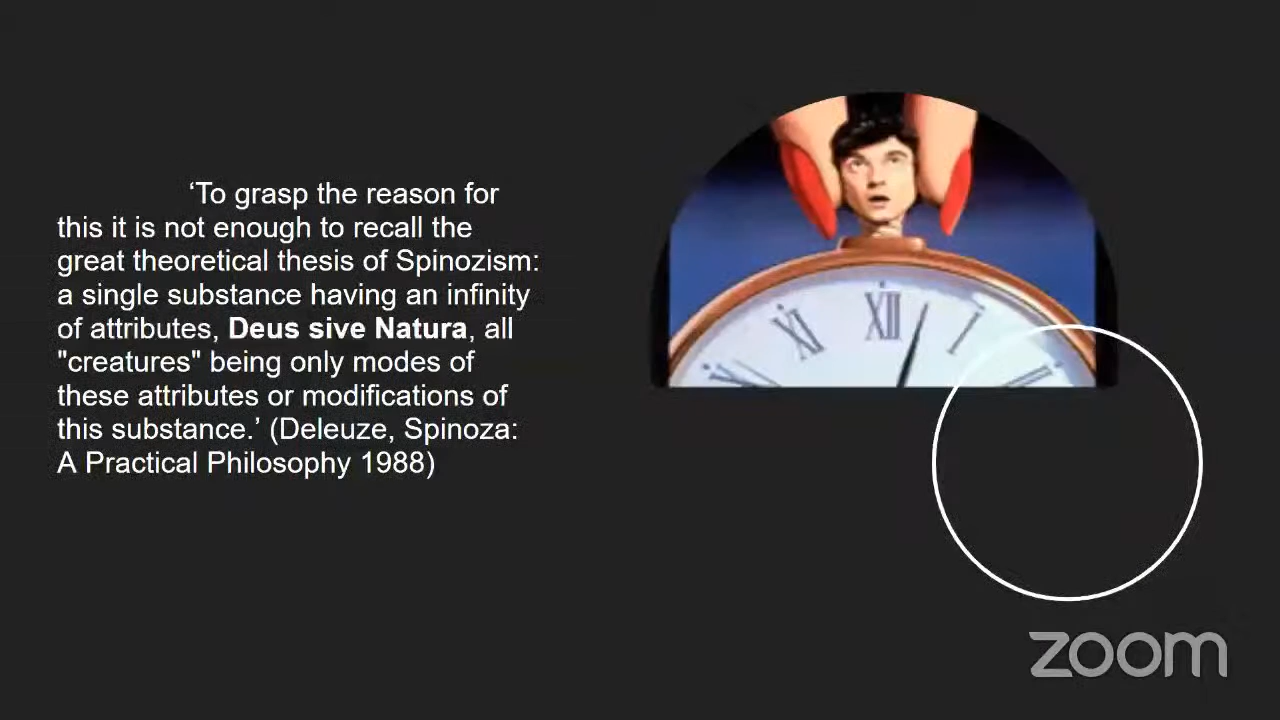 ‘To grasp the reason for
this it is not enough to recall the
great theoretical thesis of Spinozism:
a single substance having an infinity
of attributes, Deus sive Natura, all
"creatures" being only modes of
these attributes or modifications of
this substance.’ (Deleuze, Spinoza:
A Practical Philosophy 1988)
XI
XII
I
zoom